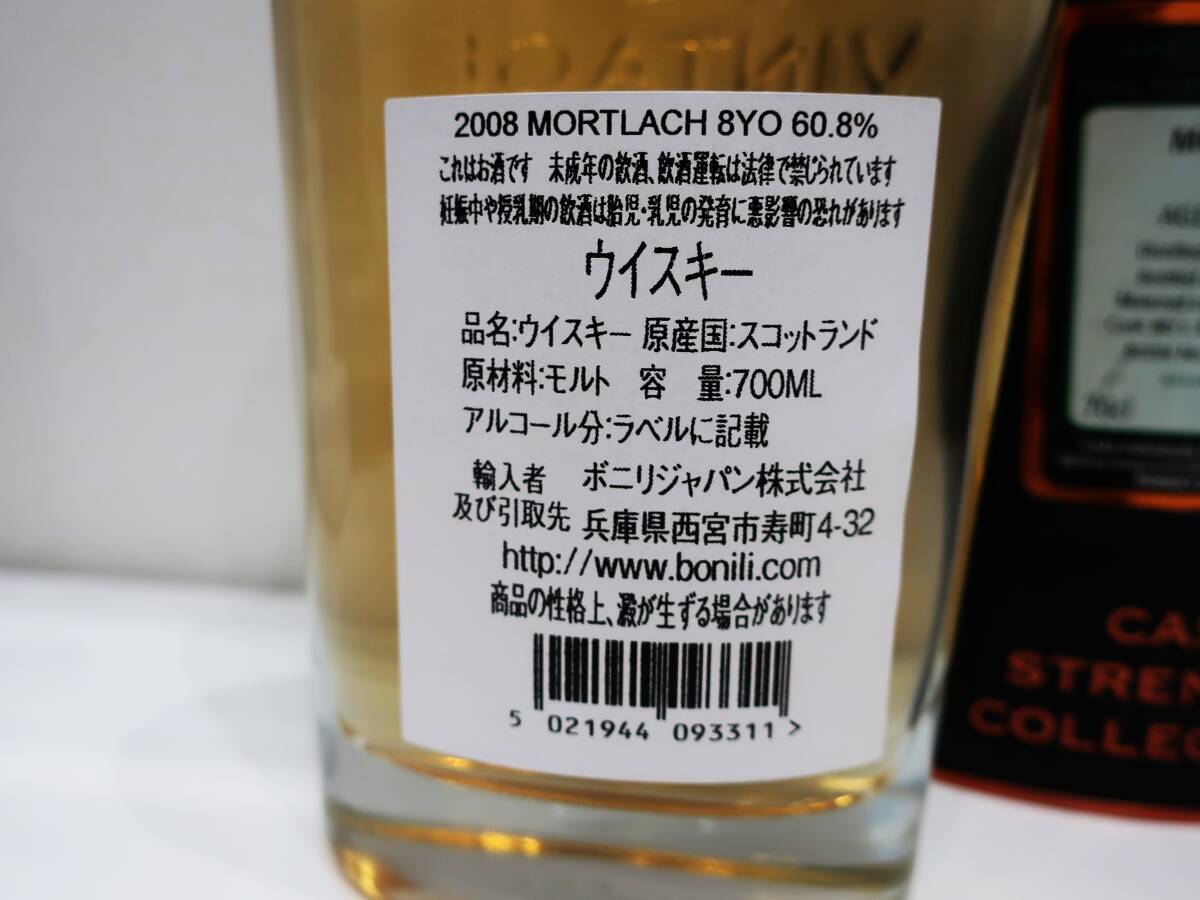 2008 MORTLACH 8YO 60.8%
これはお酒です 未成年の飲酒、飲酒運転は法律で禁じられています
妊娠中や授乳期の飲酒は胎児・乳児の発育に悪影響の恐れがあります
ウイスキー
品名:ウイスキー 原産国:スコットランド
原材料:モルト 容 量:700ML
アルコール分:ラベルに記載
輸入者 ボニリジャパン株式会社
及び引取先 兵庫県西宮市寿町4-32
http://www.bonili.com
商品の性格上、澱が生ずる場合があります
5 021944 093311 >
70cl
CAS
STREN
COLLEC